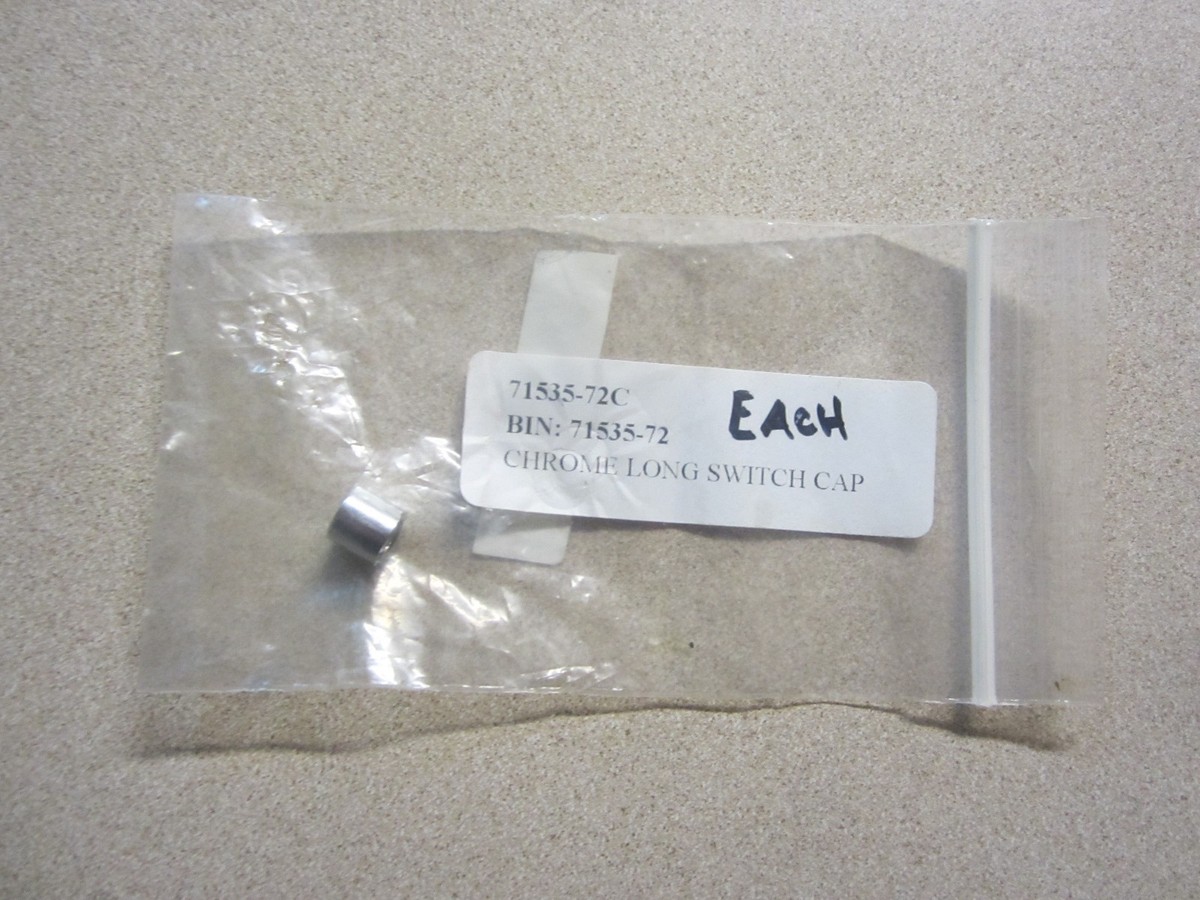 71535-72C
EACH
BIN: 71535-72
CHROME LONG SWITCH CAP